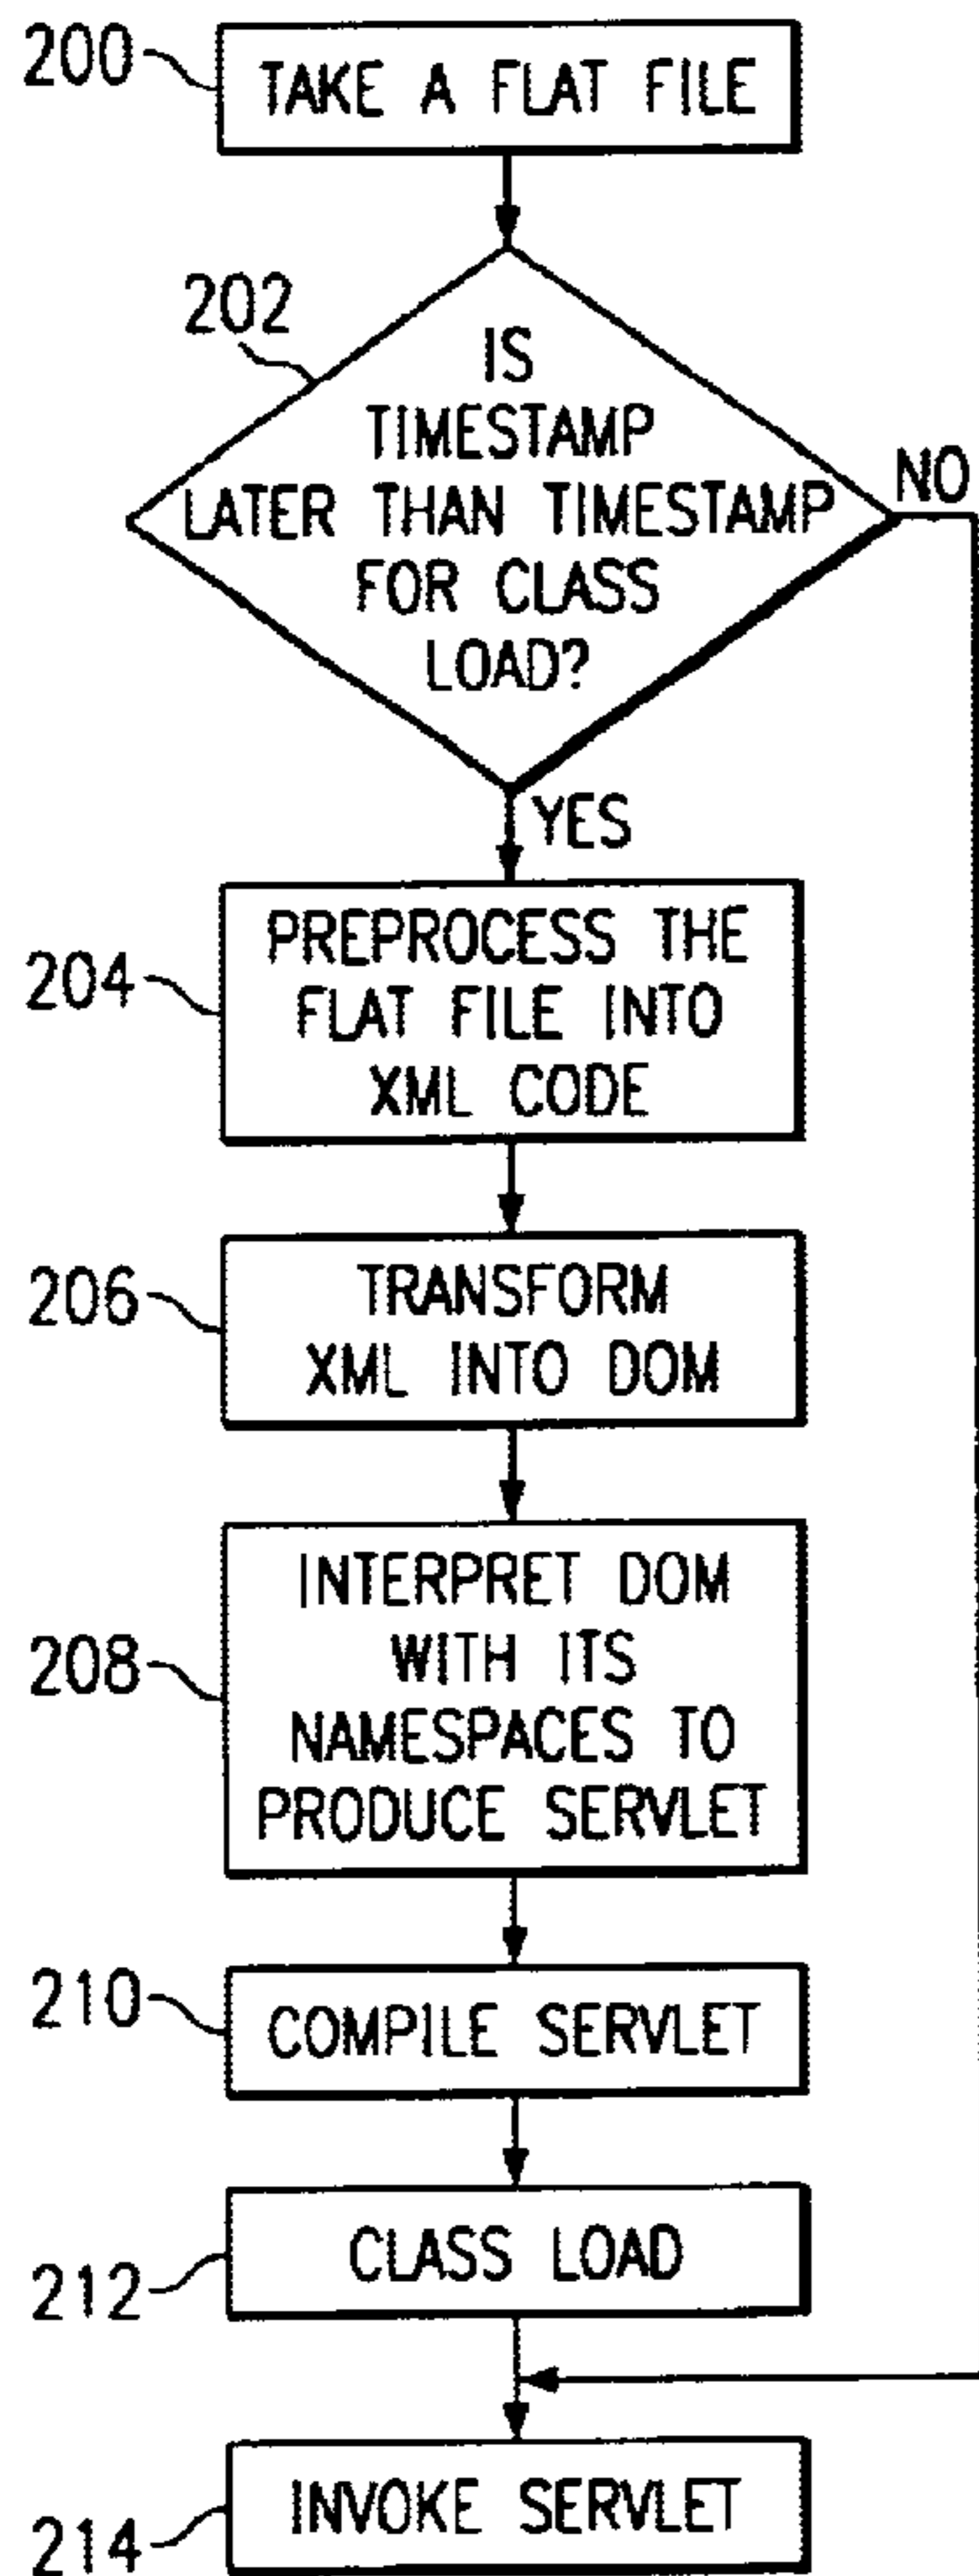 200
TAKE A FLAT FILE
202
IS
TIMESTAMP
LATER THAN TIMESTAMP
FOR CLASS
LOAD?
NO
YES
204
PREPROCESS THE
FLAT FILE INTO
XML CODE
206
TRANSFORM
XML INTO DOM
208
INTERPRET DOM
WITH ITS
NAMESPACES TO
PRODUCE SERVLET
210
COMPILE SERVLET
212
CLASS LOAD
214
INVOKE SERVLET